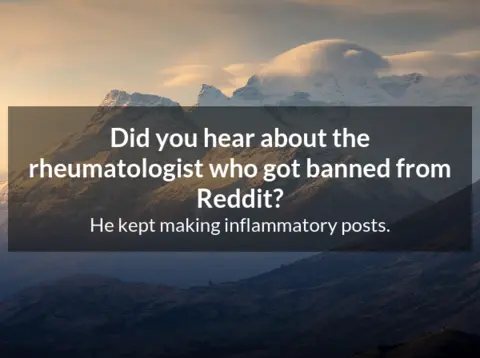 Did you hear about the
rheumatologist who got banned from
Reddit?
He kept making inflammatory posts.